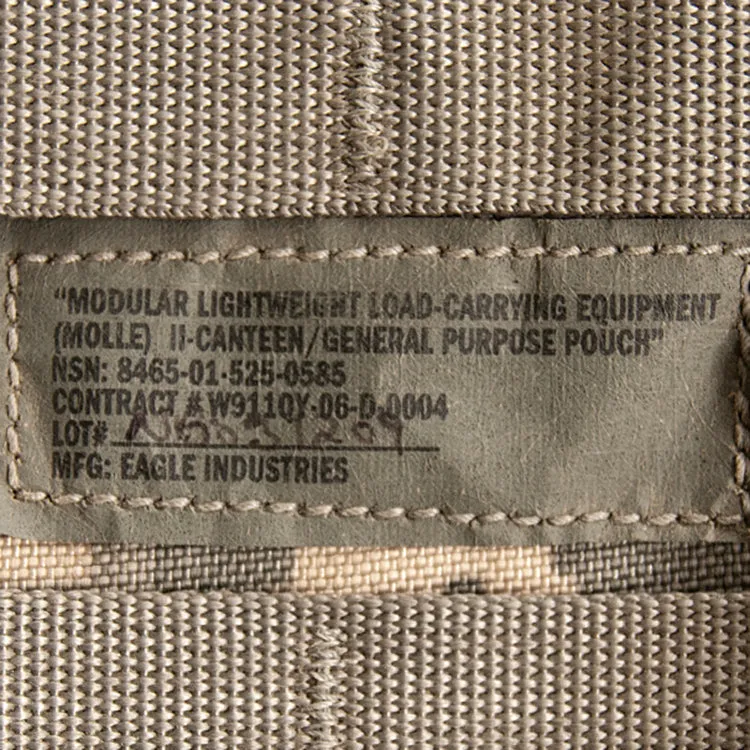 "MODULAR LIGHTWEIGHT LOAD-CARRYING EQUIPMENT
(MOLLE) II-CANTEEN/GENERAL PURPOSE POUCH"
NSN: 8465-01-525-0585
CONTRACT # W911QY-06-D-0004
LOT#
MFG: EAGLE INDUSTRIES